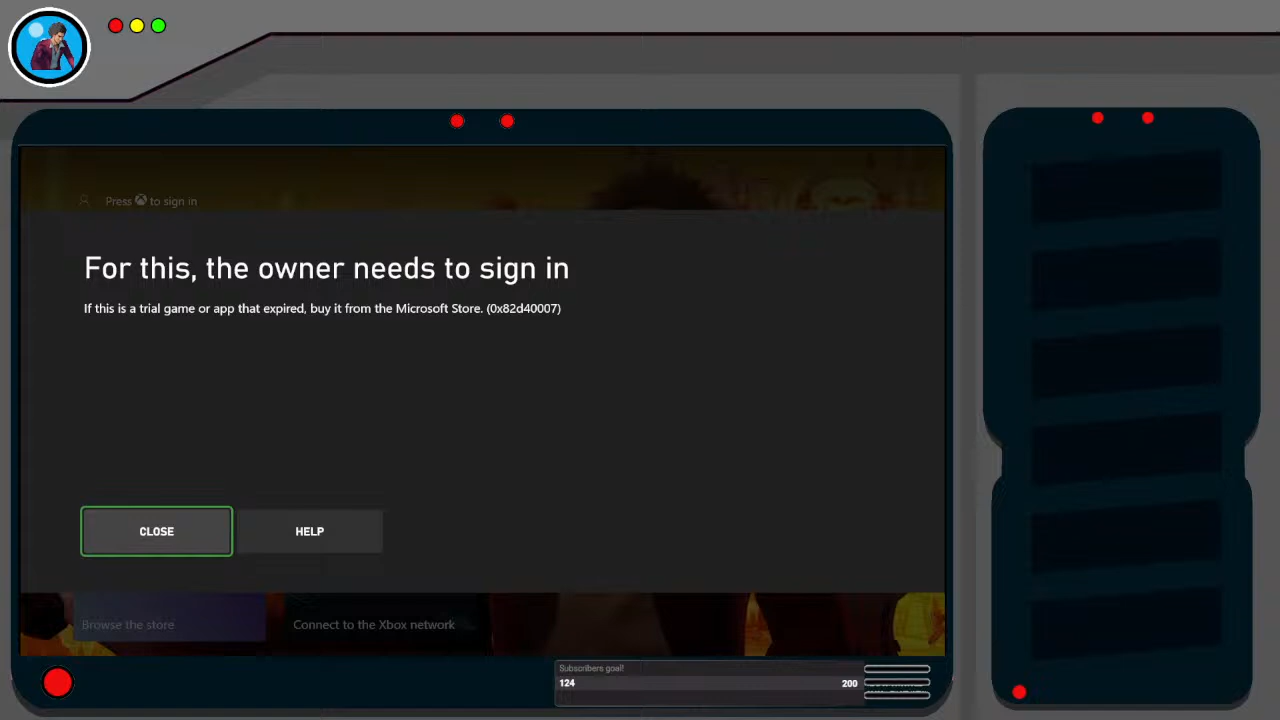 Press to sign in
For this, the owner needs to sign in
If this is a trial game or app that expired, buy it from the Microsoft Store. (0x82d40007)
CLOSE
HELP
Browse the store
Connect to the Xbox network
Subscribers goal!
124
200